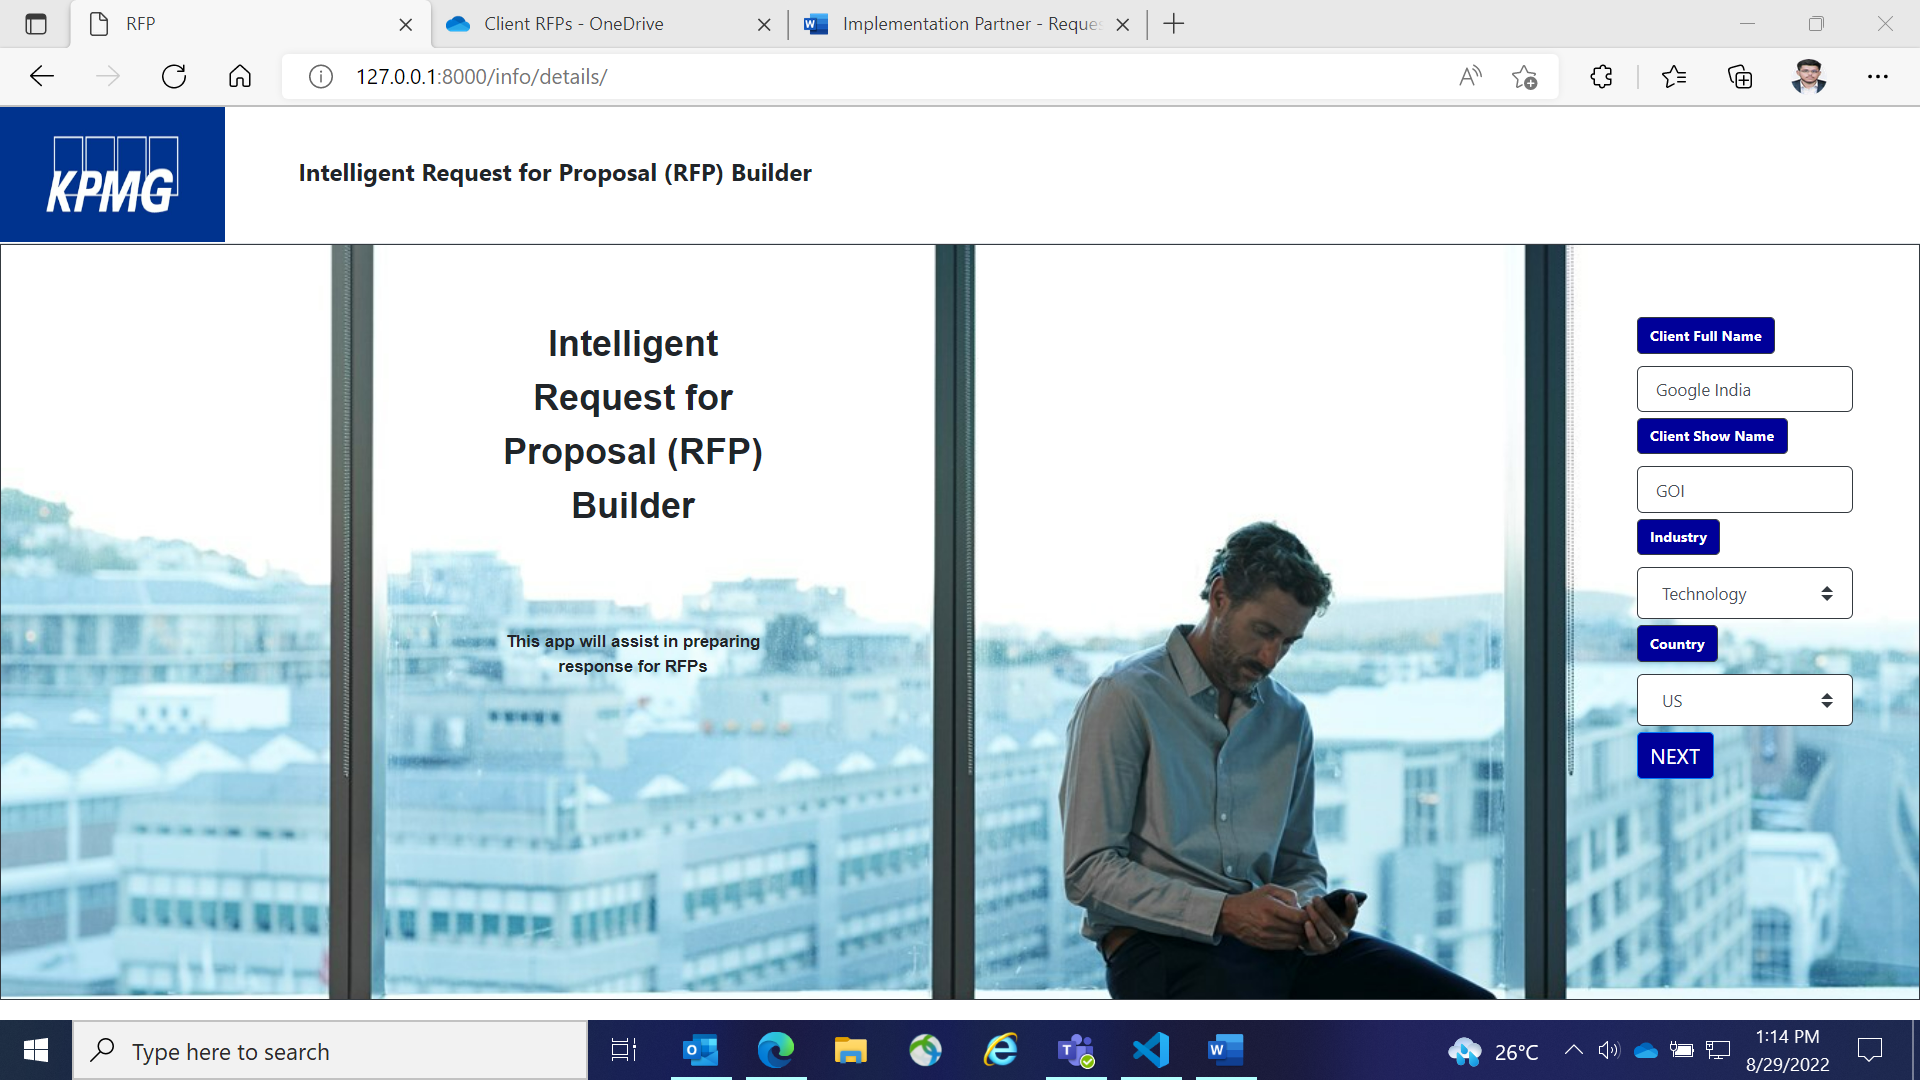 RFP
Client RFPs - OneDrive
Implementation Partner - Reques
127.0.0.1:8000/info/details/
KPMG
Intelligent Request for Proposal (RFP) Builder
Intelligent
Request for
Proposal (RFP)
Builder
This app will assist in preparing
response for RFPs
Client Full Name
Google India
Client Show Name
GOI
Industry
Technology
Country
US
NEXT
Type here to search
26°C
1:14 PM
8/29/2022